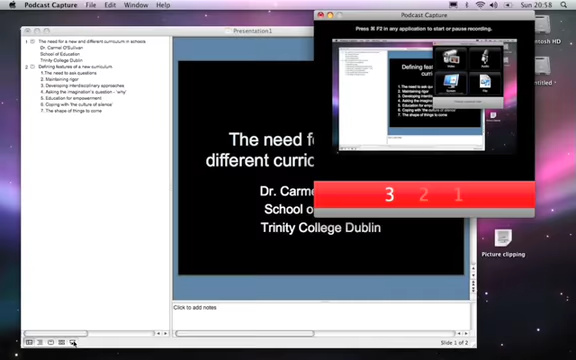 Podcast Capture File Edit Window Help
Sun 20:58
Presentation1
1 The need for a new and different curriculum in schools
Dr. Carmel O'Sullivan
School of Education
Trinity College Dublin
2 Defining features of a new curriculum.
1.The need to ask questions
2. Maintaining rigor
3. Developing interdisciplinary approaches
4. Asking the imagination's question - 'why'
5. Education for empowerment
6. Coping with 'the culture of silence'
7. The shape of things to come
The need f
different curric
Dr. Carme
School o
Trinity College Dublin
Click to add notes
Slide 1 of 2
Podcast Capture
Press ⌘ F2 in any application to start or pause recording.
3 2 1
ntosh HD
ntitled
Picture clipping